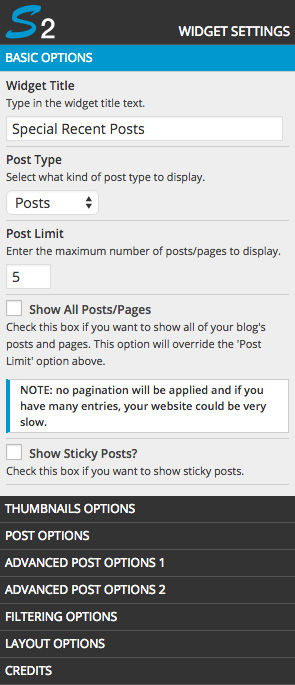 S2
WIDGET SETTINGS
BASIC OPTIONS
Widget Title
Type in the widget title text.
Special Recent Posts
Post Type
Select what kind of post type to display.
Posts
Post Limit
Enter the maximum number of posts/pages to display.
5
Show All Posts/Pages
Check this box if you want to show all of your blog's
posts and pages. This option will override the 'Post
Limit' option above.
NOTE: no pagination will be applied and if you
have many entries, your website could be very
slow.
Show Sticky Posts?
Check this box if you want to show sticky posts.
THUMBNAILS OPTIONS
POST OPTIONS
ADVANCED POST OPTIONS 1
ADVANCED POST OPTIONS 2
FILTERING OPTIONS
LAYOUT OPTIONS
CREDITS